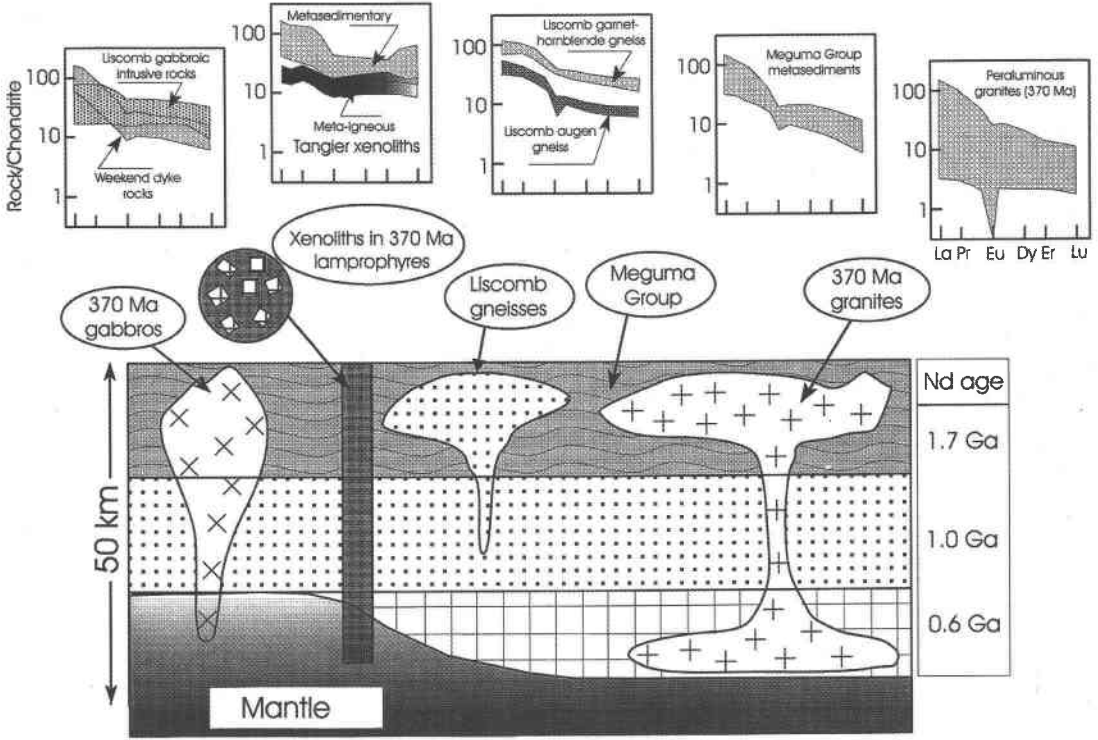 Rock/Chondrite
100
10
1
Liscomb gabbroic
intrusive rocks
Weekend dyke
rocks
100
10
1
Metasedimentary
Meta-igneous
Tangier xenoliths
100
10
1
Liscomb garnet-
hornblende gneiss
Liscomb augen
gneiss
100
10
1
Meguma Group
metasediments
100
10
1
Peraluminous
granites (370 Ma)
La Pr Eu Dy Er Lu
370 Ma
gabbros
Xenoliths in 370 Ma
lamprophyres
Liscomb
gneisses
Meguma
Group
370 Ma
granites
50 km
Mantle
Nd age
1.7 Ga
1.0 Ga
0.6 Ga